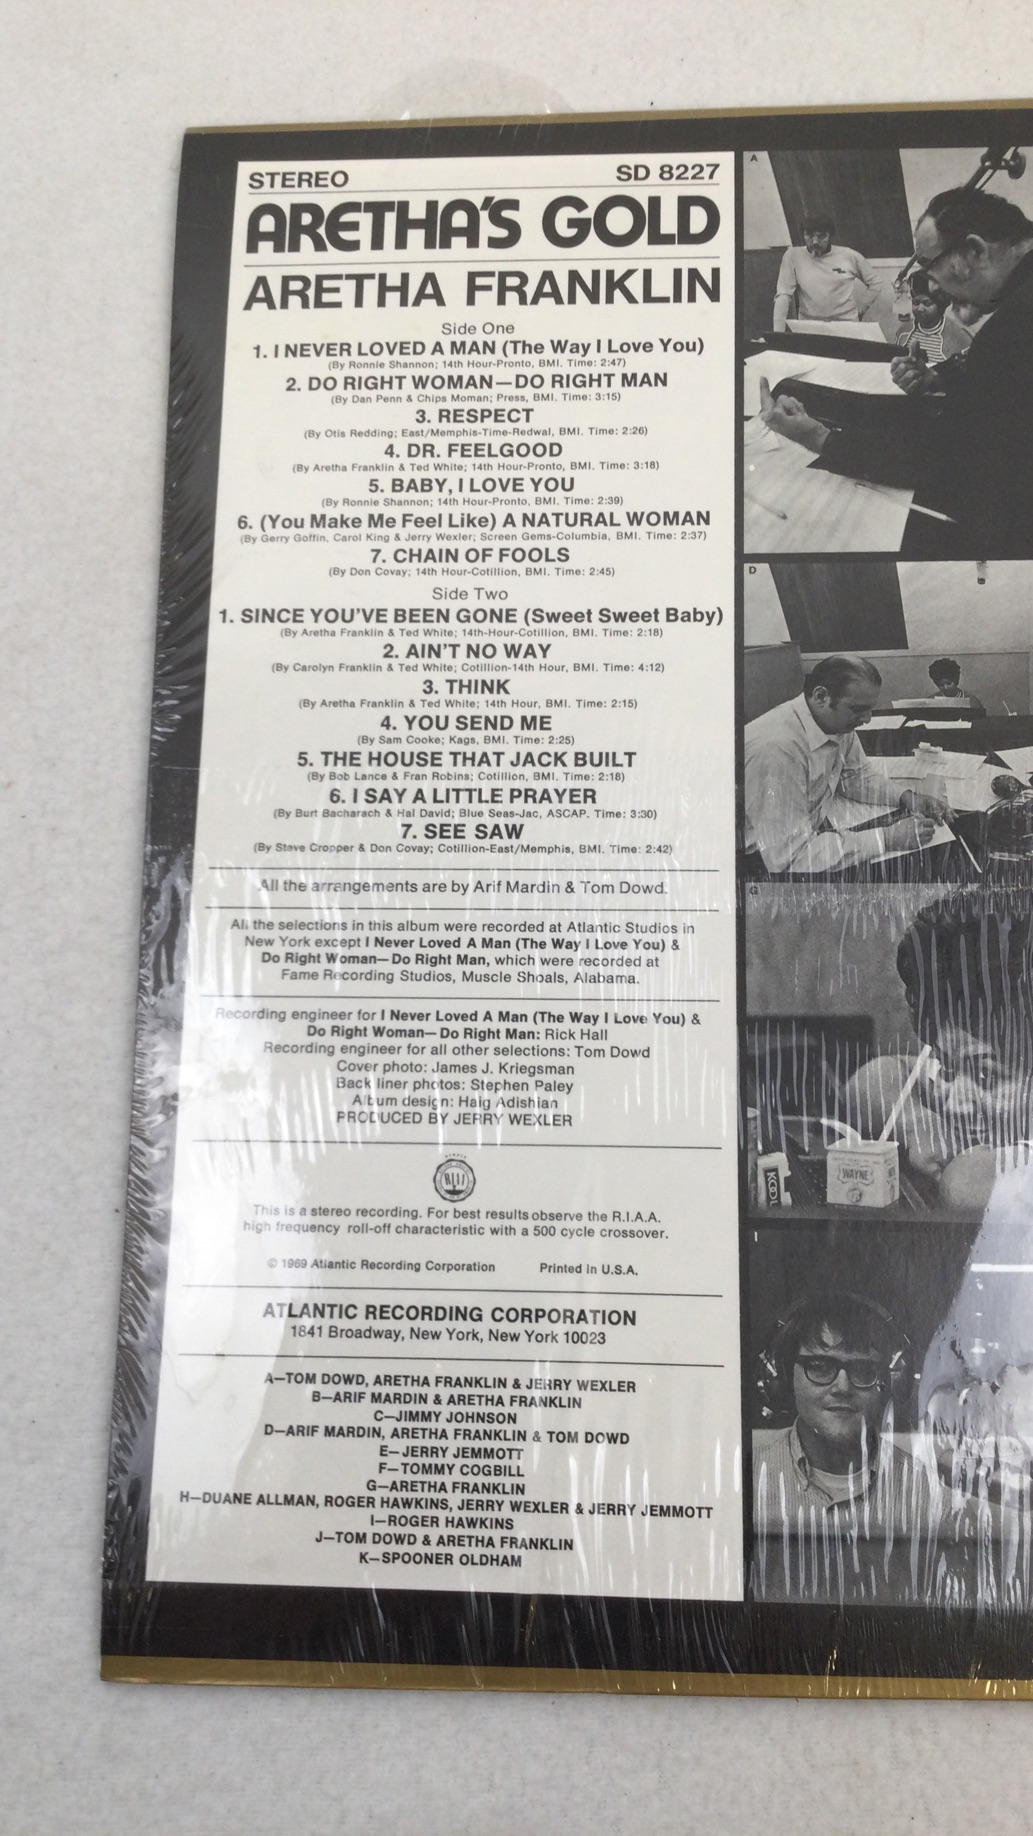 STEREO SD 8227
ARETHA'S GOLD
ARETHA FRANKLIN
Side One
1. I NEVER LOVED A MAN (The Way I Love You)
(By Ronnie Shannon; 14th Hour-Pronto, BMI. Time: 2:47)
2. DO RIGHT WOMAN—DO RIGHT MAN
(By Dan Penn & Chips Moman; Press, BMI. Time: 3:15)
3. RESPECT
(By Otis Redding; East/Memphis-Time-Redwal, BMI. Time: 2:26)
4. DR. FEELGOOD
(By Aretha Franklin & Ted White; 14th Hour-Pronto, BMI. Time: 3:18)
5. BABY, I LOVE YOU
(By Ronnie Shannon; 14th Hour-Pronto, BMI. Time: 2:39)
6. (You Make Me Feel Like) A NATURAL WOMAN
(By Gerry Goffin, Carol King & Jerry Wexler; Screen Gems-Columbia, BMI. Time: 2:37)
7. CHAIN OF FOOLS
(By Don Covay; 14th Hour-Cotillion, BMI. Time: 2:45)
Side Two
1. SINCE YOU'VE BEEN GONE (Sweet Sweet Baby)
(By Aretha Franklin & Ted White; 14th-Hour-Cotillion, BMI. Time: 2:18)
2. AIN'T NO WAY
(By Carolyn Franklin & Ted White; Cotillion-14th Hour, BMI. Time: 4:12)
3. THINK
(By Aretha Franklin & Ted White; 14th Hour, BMI. Time: 2:15)
4. YOU SEND ME
(By Sam Cooke; Kags, BMI. Time: 2:25)
5. THE HOUSE THAT JACK BUILT
(By Bob Lance & Fran Robins; Cotillion, BMI. Time: 2:18)
6. I SAY A LITTLE PRAYER
(By Burt Bacharach & Hal David; Blue Seas-Jac, ASCAP. Time: 3:30)
7. SEE SAW
(By Steve Cropper & Don Covay; Cotillion-East/Memphis, BMI. Time: 2:42)
All the arrangements are by Arif Mardin & Tom Dowd.
All the selections in this album were recorded at Atlantic Studios in
New York except I Never Loved A Man (The Way I Love You) &
Do Right Woman—Do Right Man, which were recorded at
Fame Recording Studios, Muscle Shoals, Alabama.
Recording engineer for I Never Loved A Man (The Way I Love You) &
Do Right Woman—Do Right Man: Rick Hall
Recording engineer for all other selections: Tom Dowd
Cover photo: James J. Kriegsman
Back liner photos: Stephen Paley
Album design: Haig Adishian
PRODUCED BY JERRY WEXLER
This is a stereo recording. For best results observe the R.I.A.A.
high frequency roll-off characteristic with a 500 cycle crossover.
© 1969 Atlantic Recording Corporation Printed in U.S.A.
ATLANTIC RECORDING CORPORATION
1841 Broadway, New York, New York 10023
A—TOM DOWD, ARETHA FRANKLIN & JERRY WEXLER
B—ARIF MARDIN & ARETHA FRANKLIN
C—JIMMY JOHNSON
D—ARIF MARDIN, ARETHA FRANKLIN & TOM DOWD
E—JERRY JEMMOTT
F—TOMMY COGBILL
G—ARETHA FRANKLIN
H—DUANE ALLMAN, ROGER HAWKINS, JERRY WEXLER & JERRY JEMMOTT
I—ROGER HAWKINS
J—TOM DOWD & ARETHA FRANKLIN
K—SPOONER OLDHAM
A
D
G
WAYNE
KOOL